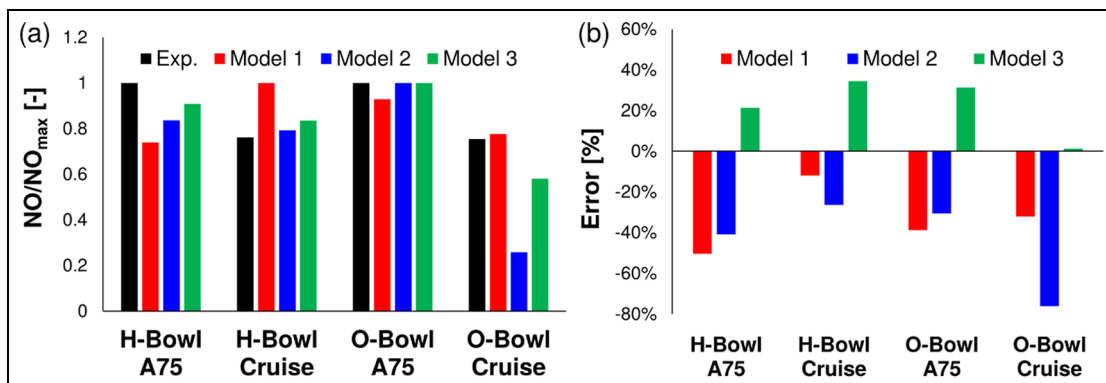 (a)
Exp. Model 1 Model 2 Model 3
NO/NOmax [-]
1.2
1
0.8
0.6
0.4
0.2
0
H-Bowl A75
H-Bowl Cruise
O-Bowl A75
O-Bowl Cruise
(b)
Model 1 Model 2 Model 3
Error [%]
60%
40%
20%
0%
-20%
-40%
-60%
-80%
H-Bowl A75
H-Bowl Cruise
O-Bowl A75
O-Bowl Cruise